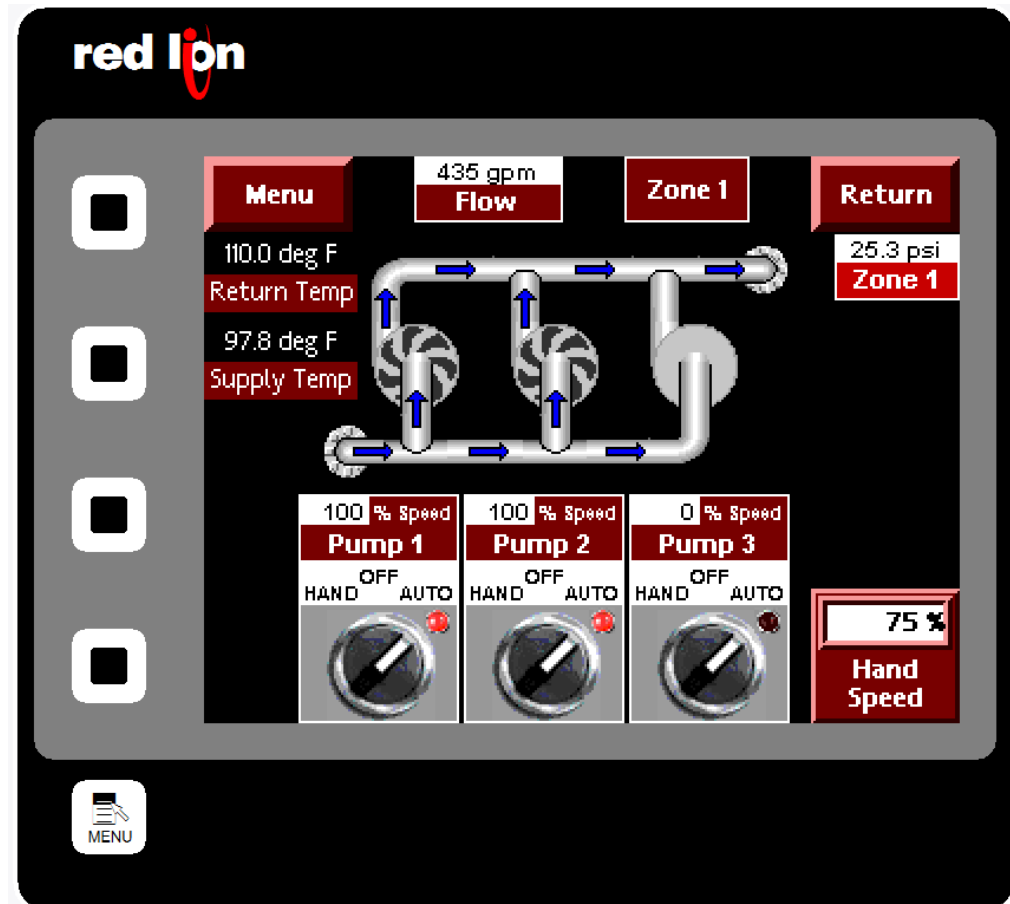 red lion
Menu
435 gpm
Flow
Zone 1
Return
110.0 deg F
Return Temp
25.3 psi
Zone 1
97.8 deg F
Supply Temp
100 % Speed
Pump 1
OFF
HAND AUTO
100 % Speed
Pump 2
OFF
HAND AUTO
0 % Speed
Pump 3
OFF
HAND AUTO
75 %
Hand
Speed
MENU